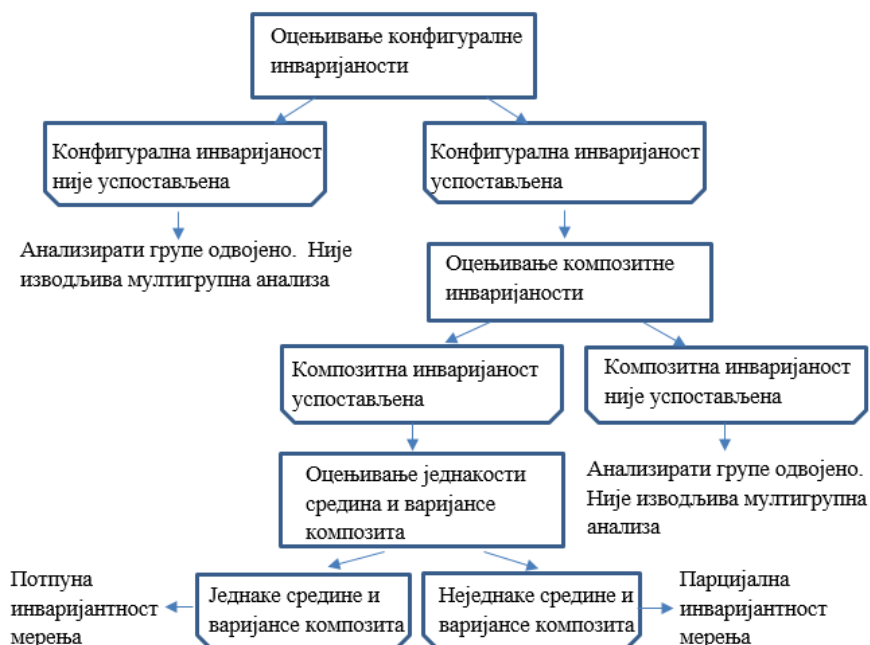 Оцењивање конфигуралне
инваријаности
Конфигурална инваријаност
није успостављена
Конфигурална инваријаност
успостављена
Анализирати групе одвојено.  Није
изводљива мултигрупна анализа
Оцењивање композитне
инваријаности
Композитна инваријаност
успостављена
Композитна инваријаност
није успостављена
Оцењивање једнакости
средина и варијансе
композита
Анализирати групе одвојено.
Није изводљива мултигрупна
анализа
Потпуна
инваријантност
мерења
Једнаке средине и
варијансе композита
Неједнаке средине и
варијансе композита
Парцијална
инваријантност
мерења